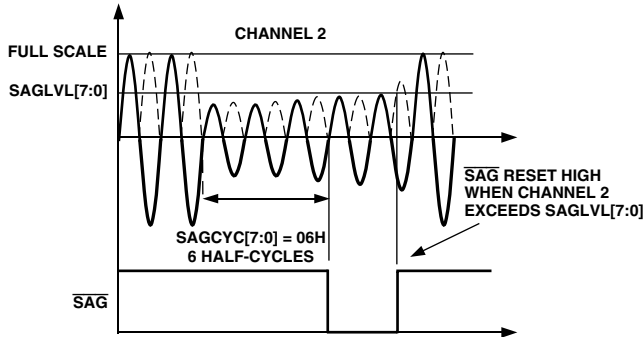 CHANNEL 2
FULL SCALE
SAGLVL[7:0]
SAG RESET HIGH
WHEN CHANNEL 2
EXCEEDS SAGLVL[7:0]
SAGCYC[7:0] = 06H
6 HALF-CYCLES
SAG